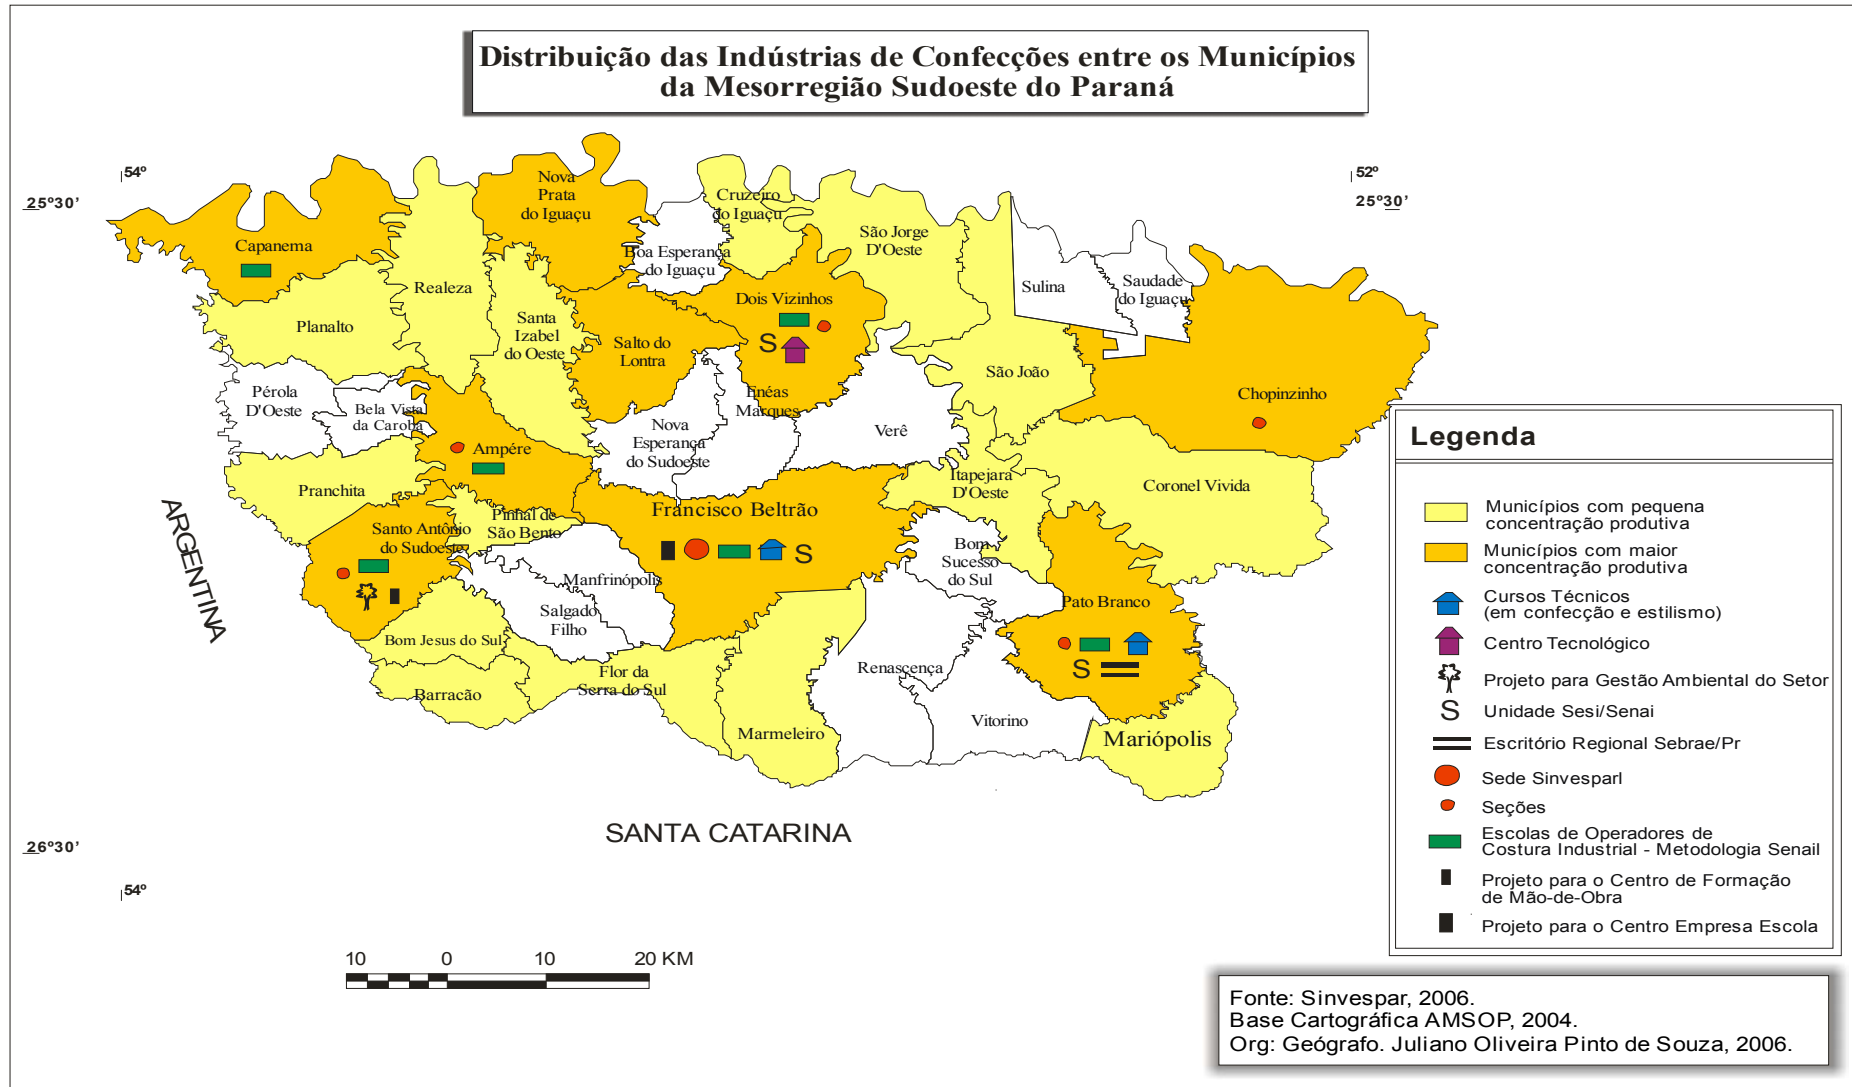 Distribuição das Indústrias de Confecções entre os Municípios
da Mesorregião Sudoeste do Paraná
54º
52º
25º30'
25º30'
Nova
Prata
do Iguaçu
Cruzeiro
do Iguaçu
São Jorge
D'Oeste
Capanema
Boa Esperança
do Iguaçu
Realeza
Dois Vizinhos
S
Sulina
Saudade
do Iguaçu
Planalto
Santa
Izabel
do Oeste
Salto do
Lontra
São João
Chopinzinho
Pérola
D'Oeste
Bela Vista
da Caroba
Enéas
Marques
Nova
Esperança
do Sudoeste
Verê
Ampére
Pranchita
Itapejara
D'Oeste
Coronel Vivida
Francisco Beltrão
S
Santo Antônio
do Sudoeste
Pinhal de
São Bento
Bom
Sucesso
do Sul
Manfrinópolis
Salgado
Filho
Pato Branco
S
Bom Jesus do Sul
Renascença
Flor da
Serra do Sul
Barracão
Vitorino
Marmeleiro
Mariópolis
ARGENTINA
SANTA CATARINA
26º30'
54º
10 0 10 20 KM
Legenda
Municípios com pequena
concentração produtiva
Municípios com maior
concentração produtiva
Cursos Técnicos
(em confecção e estilismo)
Centro Tecnológico
Projeto para Gestão Ambiental do Setor
S Unidade Sesi/Senai
Escritório Regional Sebrae/Pr
Sede Sinvesparl
Seções
Escolas de Operadores de
Costura Industrial - Metodologia Senail
Projeto para o Centro de Formação
de Mão-de-Obra
Projeto para o Centro Empresa Escola
Fonte: Sinvespar, 2006.
Base Cartográfica AMSOP, 2004.
Org: Geógrafo. Juliano Oliveira Pinto de Souza, 2006.